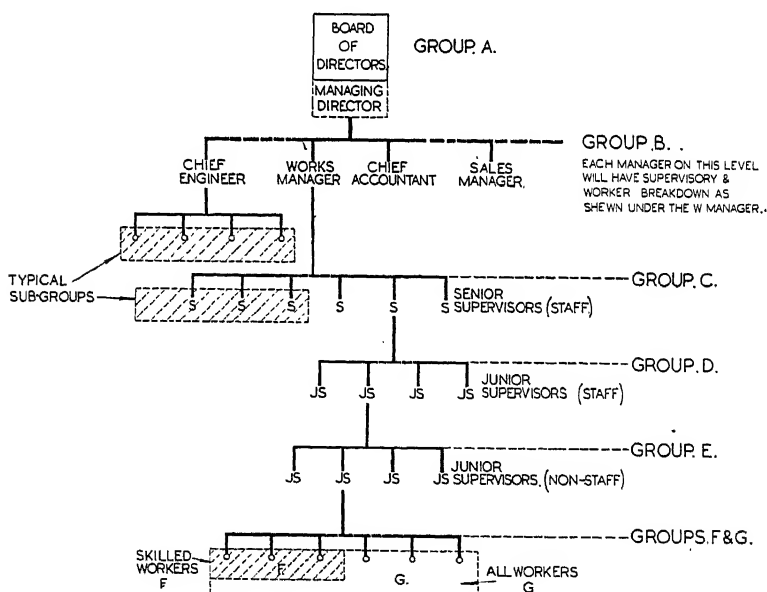 BOARD
OF
DIRECTORS
GROUP. A.
MANAGING
DIRECTOR
GROUP. B. .
CHIEF
ENGINEER
WORKS
MANAGER
CHIEF
ACCOUNTANT
SALES
MANAGER.
EACH MANAGER ON THIS LEVEL
WILL HAVE SUPERVISORY &
WORKER BREAKDOWN AS
SHEWN UNDER THE W MANAGER.
TYPICAL
SUB-GROUPS
GROUP. C.
S S S S S S
SENIOR
SUPERVISORS (STAFF)
GROUP. D.
JS JS JS JS
JUNIOR
SUPERVISORS (STAFF)
GROUP. E.
JS JS JS JS
JUNIOR
SUPERVISORS. (NON-STAFF)
GROUPS. F & G.
SKILLED
WORKERS
F
F.
G.
ALL WORKERS
G